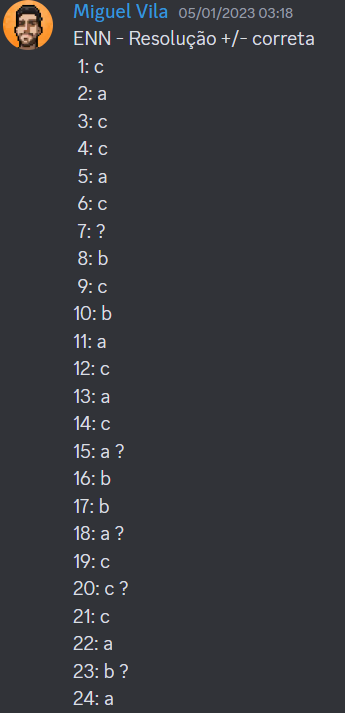 Miguel Vila 05/01/2023 03:18
ENN - Resolução +/- correta
1: c
2: a
3: c
4: c
5: a
6: c
7: ?
8: b
9: c
10: b
11: a
12: c
13: a
14: c
15: a ?
16: b
17: b
18: a ?
19: c
20: c ?
21: c
22: a
23: b ?
24: a